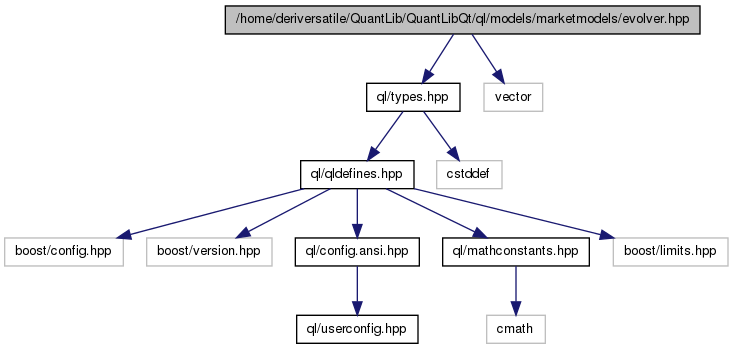 /home/deriversatile/QuantLib/QuantLibQt/ql/models/marketmodels/evolver.hpp
ql/types.hpp
vector
ql/qldefines.hpp
cstddef
boost/config.hpp
boost/version.hpp
ql/config.ansi.hpp
ql/mathconstants.hpp
boost/limits.hpp
ql/userconfig.hpp
cmath